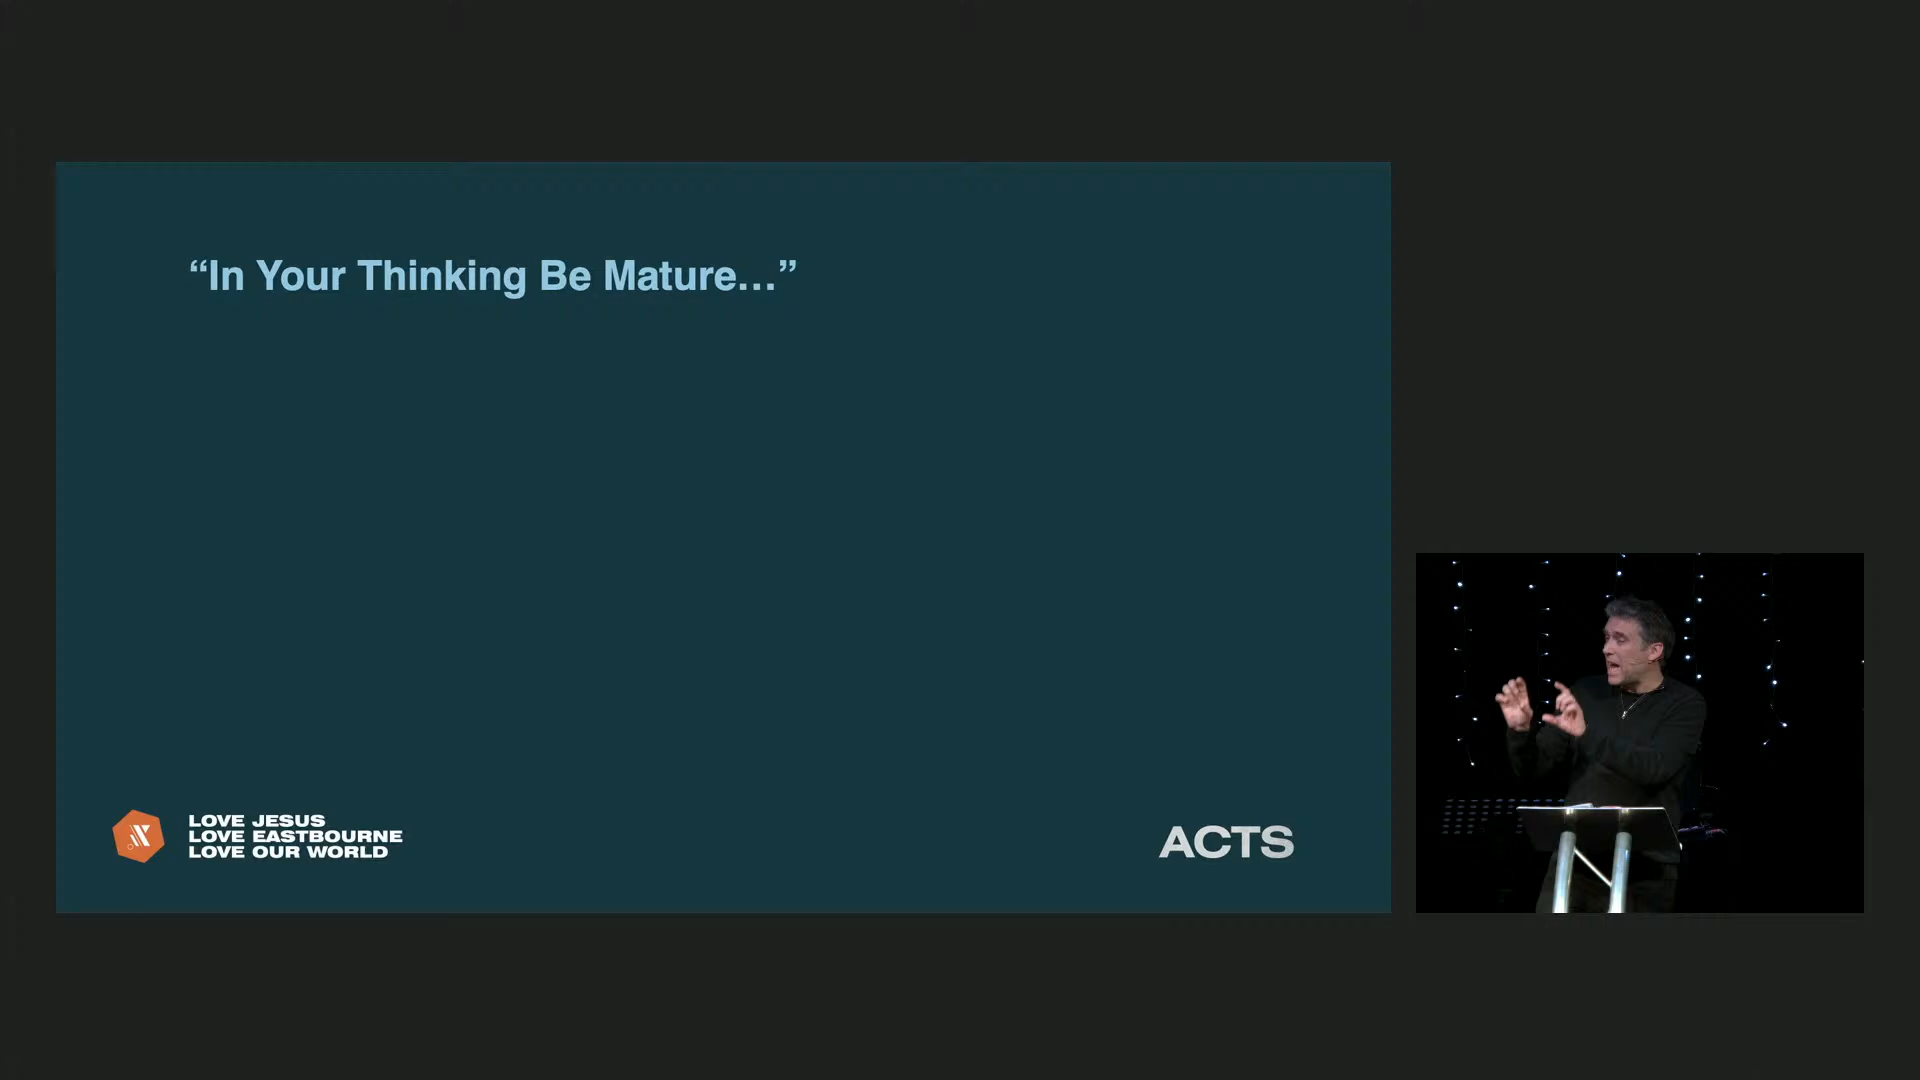 “In Your Thinking Be Mature…”
LOVE JESUS
LOVE EASTBOURNE
LOVE OUR WORLD
ACTS